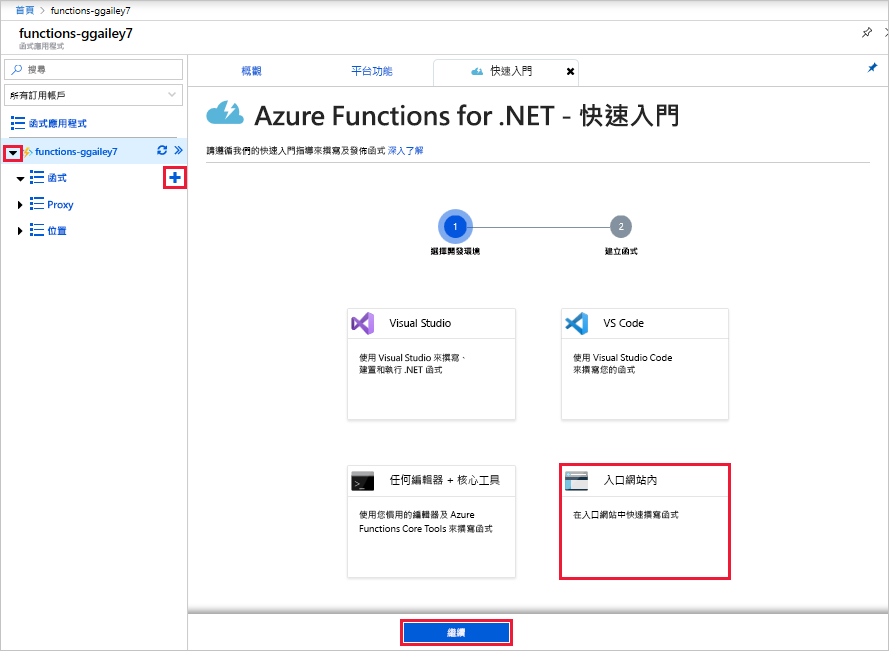 首頁 > functions-ggailey7
functions-ggailey7
函式應用程式
搜尋
所有訂用帳戶
函式應用程式
functions-ggailey7
函式
Proxy
位置
概觀
平台功能
快速入門
Azure Functions for .NET - 快速入門
請遵循我們的快速入門指導來撰寫及發佈函式 深入了解
1
2
選擇開發環境
建立函式
Visual Studio
使用 Visual Studio 來撰寫、
建置和執行 .NET 函式
VS Code
使用 Visual Studio Code
來撰寫您的函式
任何編輯器 + 核心工具
使用您慣用的編輯器及 Azure
Functions Core Tools 來撰寫函式
入口網站內
在入口網站中快速撰寫函式
繼續